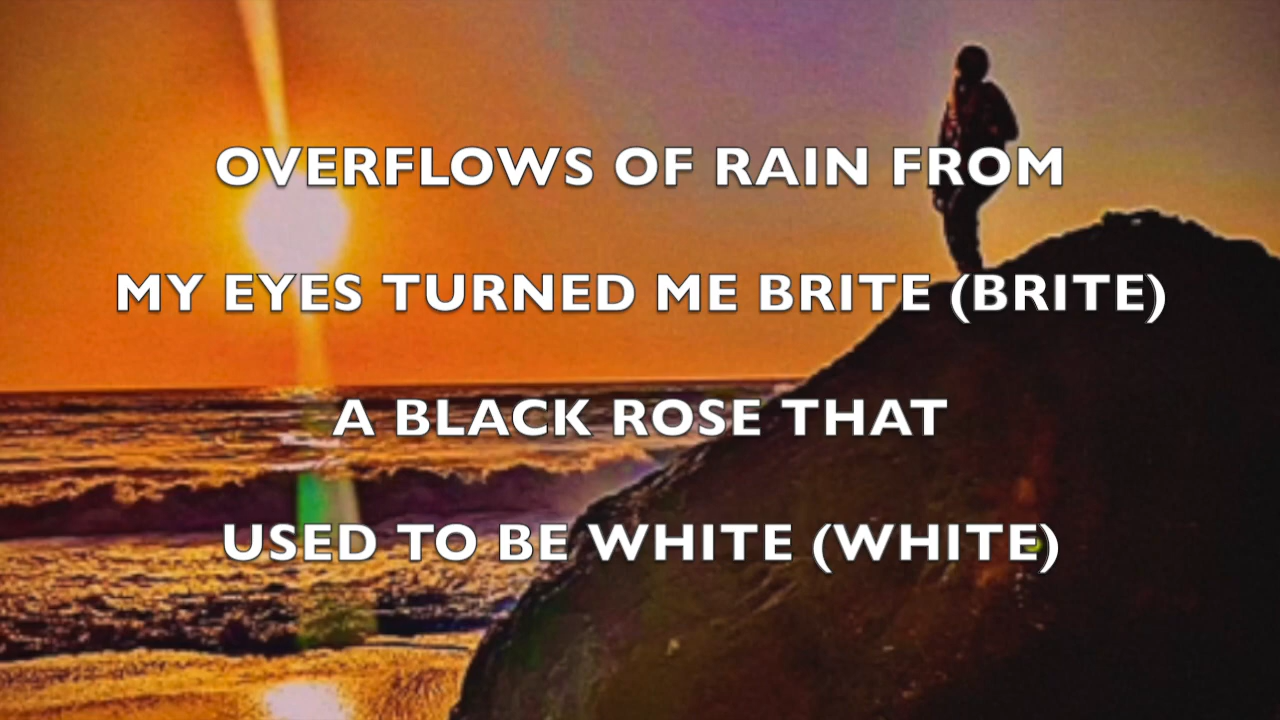 OVERFLOWS OF RAIN FROM
MY EYES TURNED ME BRITE (BRITE)
A BLACK ROSE THAT
USED TO BE WHITE (WHITE)